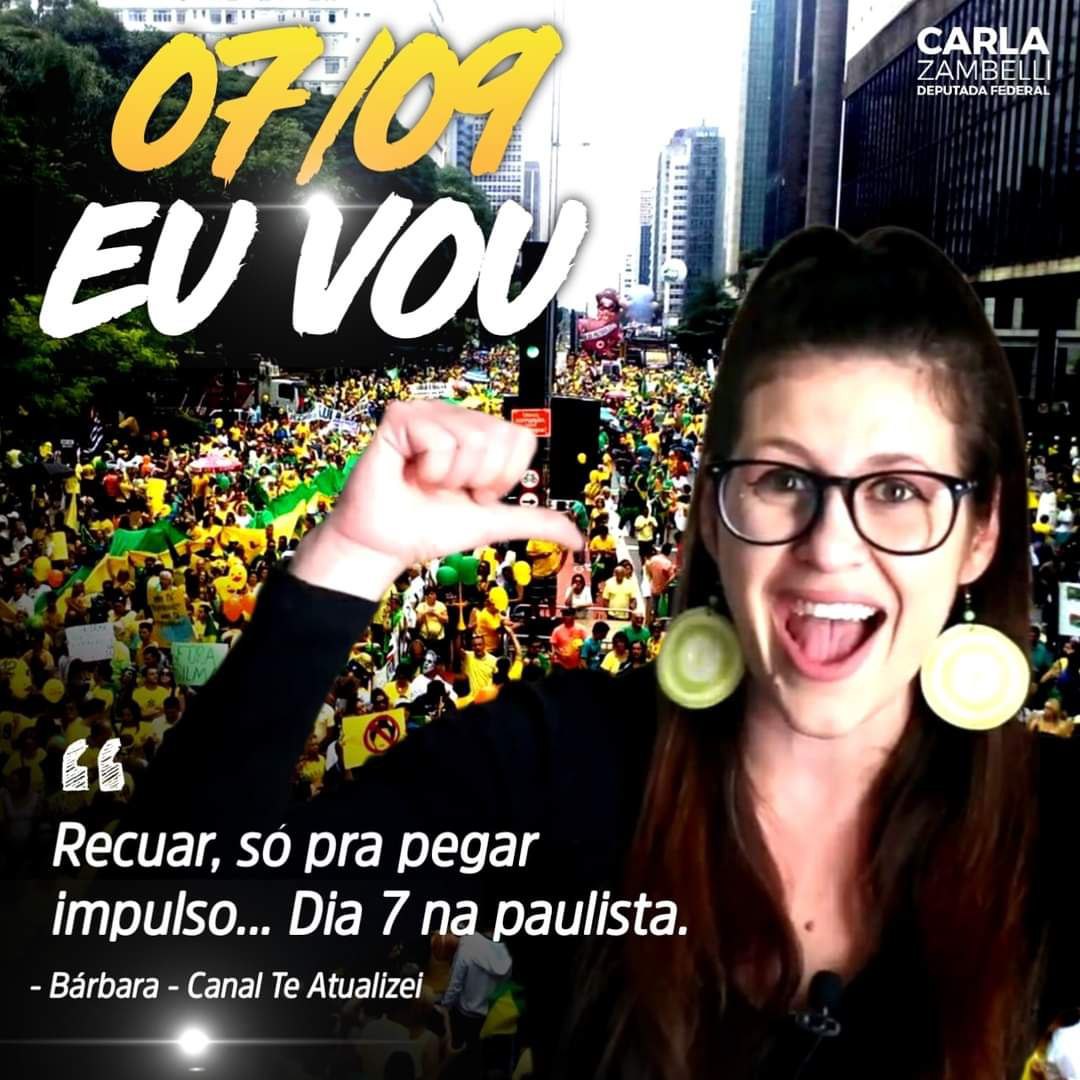 07/09
EU VOU
CARLA
ZAMBELLI
DEPUTADA FEDERAL
FORA
“
Recuar, só pra pegar
impulso... Dia 7 na paulista.
- Bárbara - Canal Te Atualizei